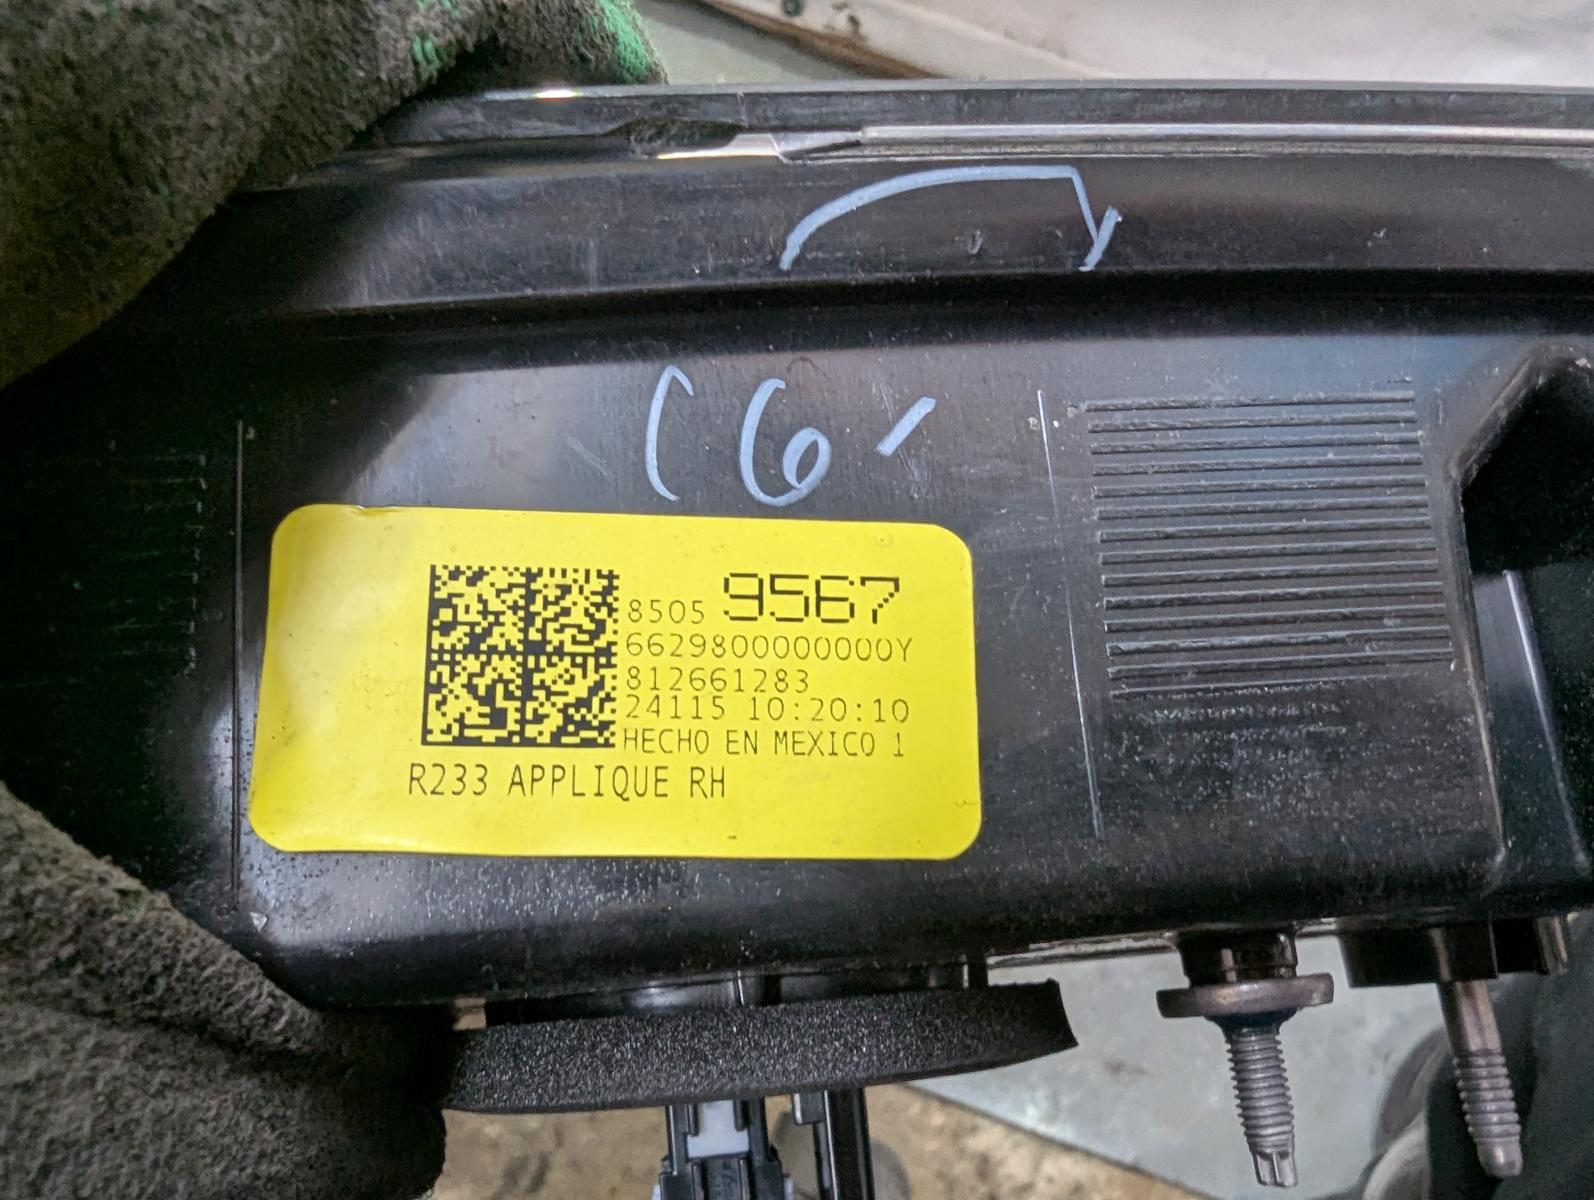 C6-
8505 9567
6629800000000Y
812661283
24115 10:20:10
HECHO EN MEXICO 1
R233 APPLIQUE RH